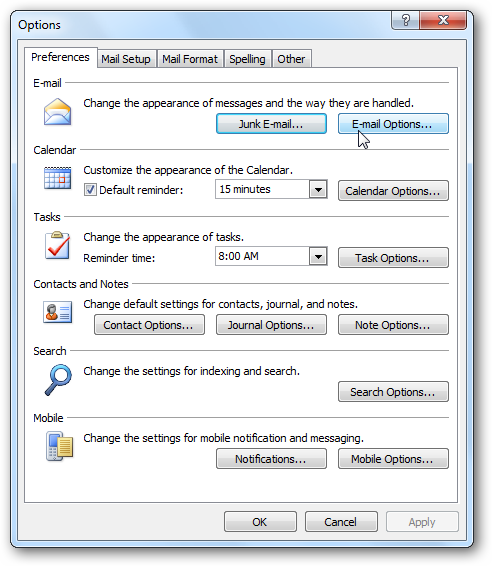 Options
Preferences Mail Setup Mail Format Spelling Other
E-mail
Change the appearance of messages and the way they are handled.
Junk E-mail... E-mail Options...
Calendar
Customize the appearance of the Calendar.
Default reminder: 15 minutes Calendar Options...
Tasks
Change the appearance of tasks.
Reminder time: 8:00 AM Task Options...
Contacts and Notes
Change default settings for contacts, journal, and notes.
Contact Options... Journal Options... Note Options...
Search
Change the settings for indexing and search.
Search Options...
Mobile
Change the settings for mobile notification and messaging.
Notifications... Mobile Options...
OK Cancel Apply